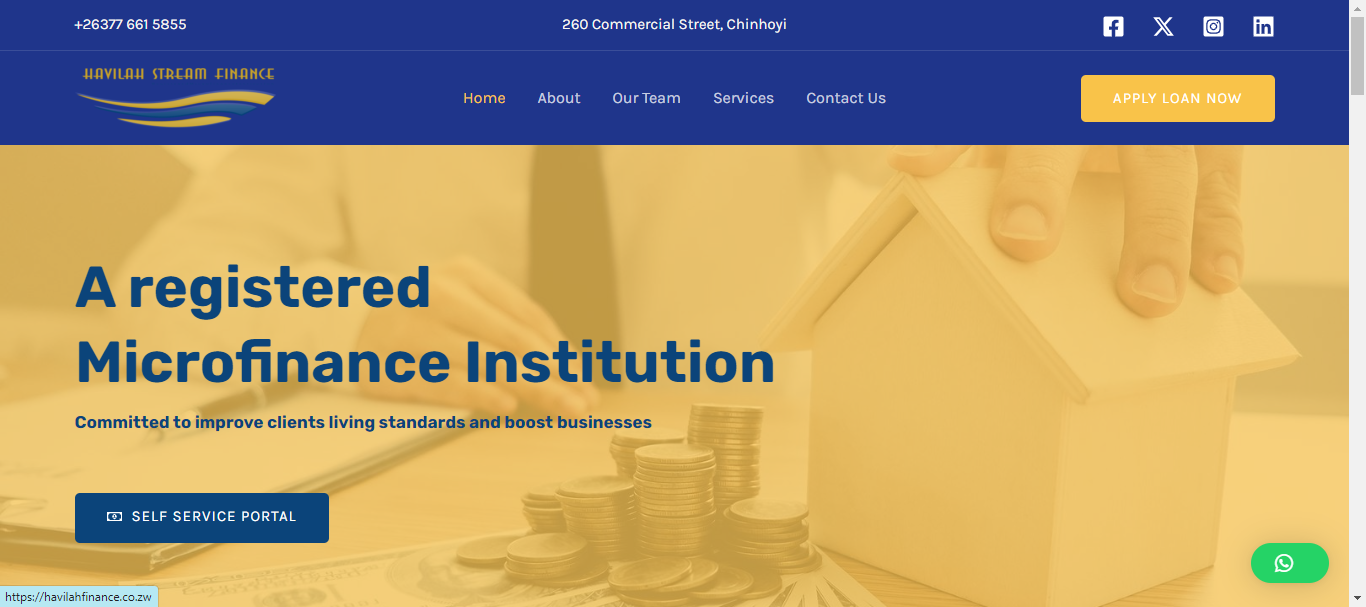 +26377 661 5855
260 Commercial Street, Chinhoyi
HAVILAH STREAM FINANCE
Home
About
Our Team
Services
Contact Us
APPLY LOAN NOW
A registered
Microfinance Institution
Committed to improve clients living standards and boost businesses
SELF SERVICE PORTAL
https://havilahfinance.co.zw